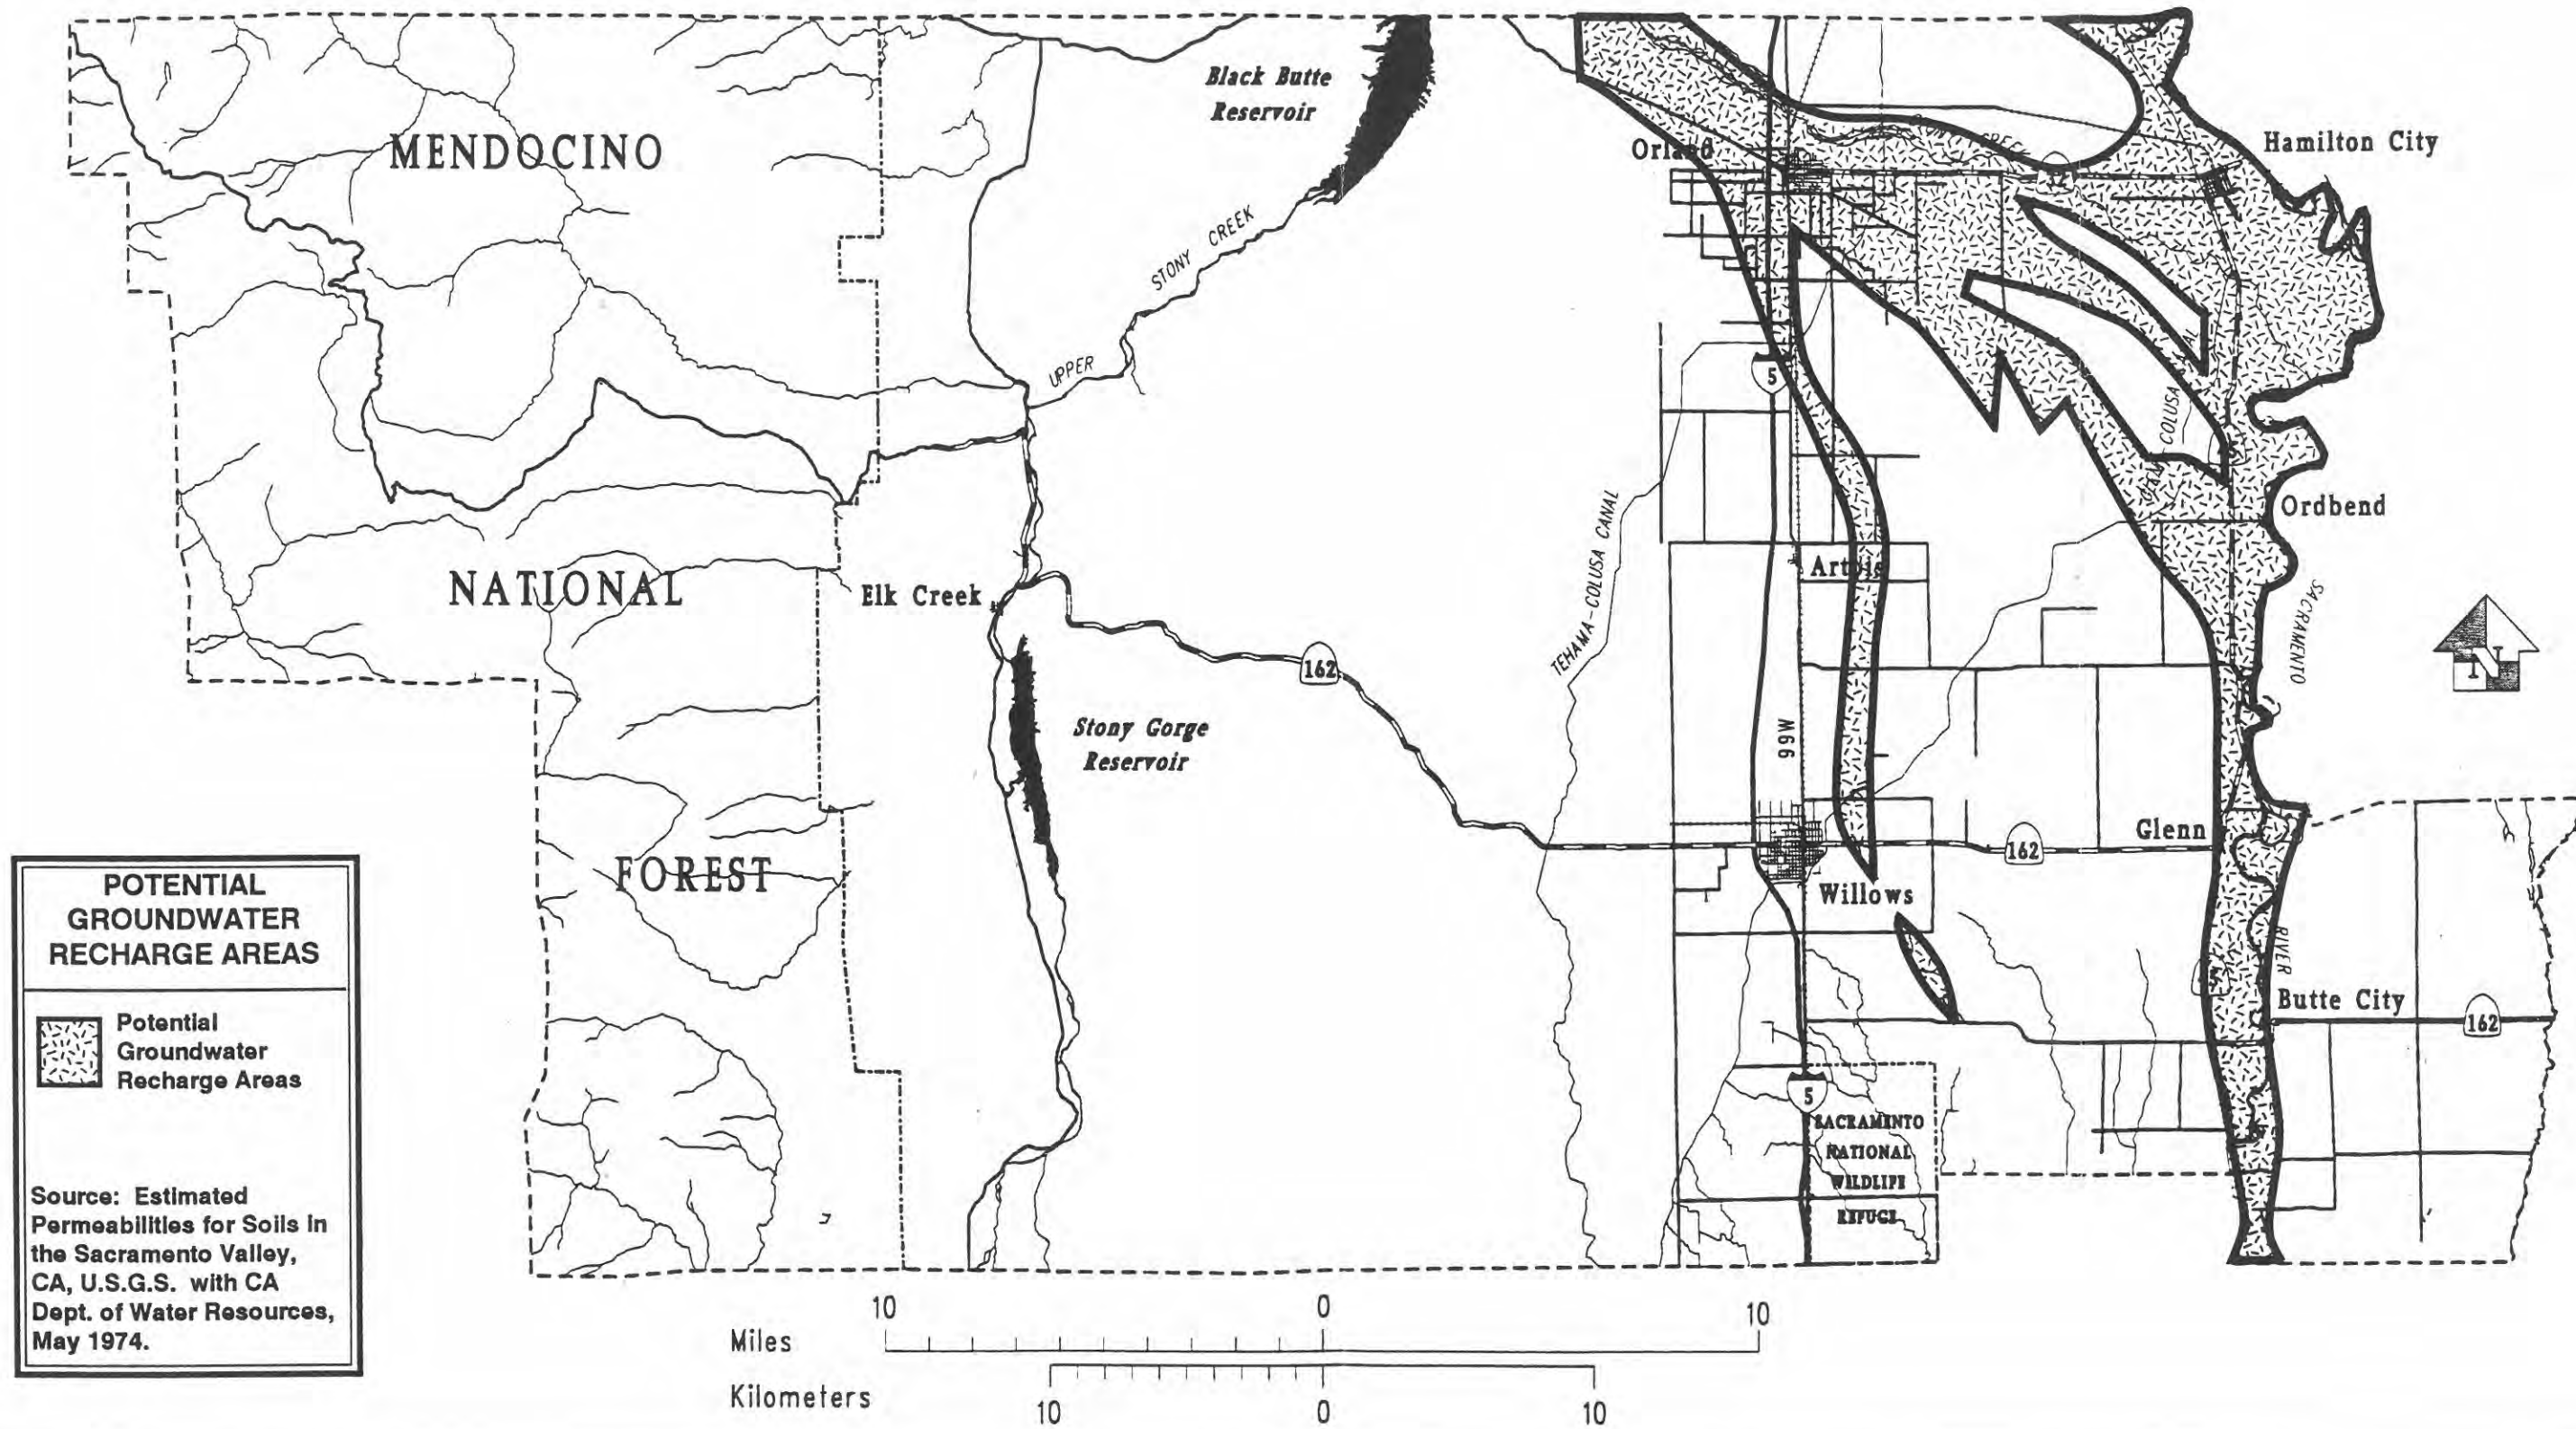 Black Butte
Reservoir
MENDOCINO
Hamilton City
Orland
STONY CREEK
UPPER
5
COLUSA
Ordbend
TEHAMA-COLUSA CANAL
Artois
NATIONAL
Elk Creek
SACRAMENTO
162
Stony Gorge
Reservoir
99W
Glenn
162
FOREST
Willows
RIVER
Butte City
162
5
SACRAMENTO
NATIONAL
WILDLIFE
REFUGE
POTENTIAL
GROUNDWATER
RECHARGE AREAS
Potential
Groundwater
Recharge Areas
Source: Estimated
Permeabilities for Soils in
the Sacramento Valley,
CA, U.S.G.S. with CA
Dept. of Water Resources,
May 1974.
10 0 10
Miles
Kilometers
10 0 10